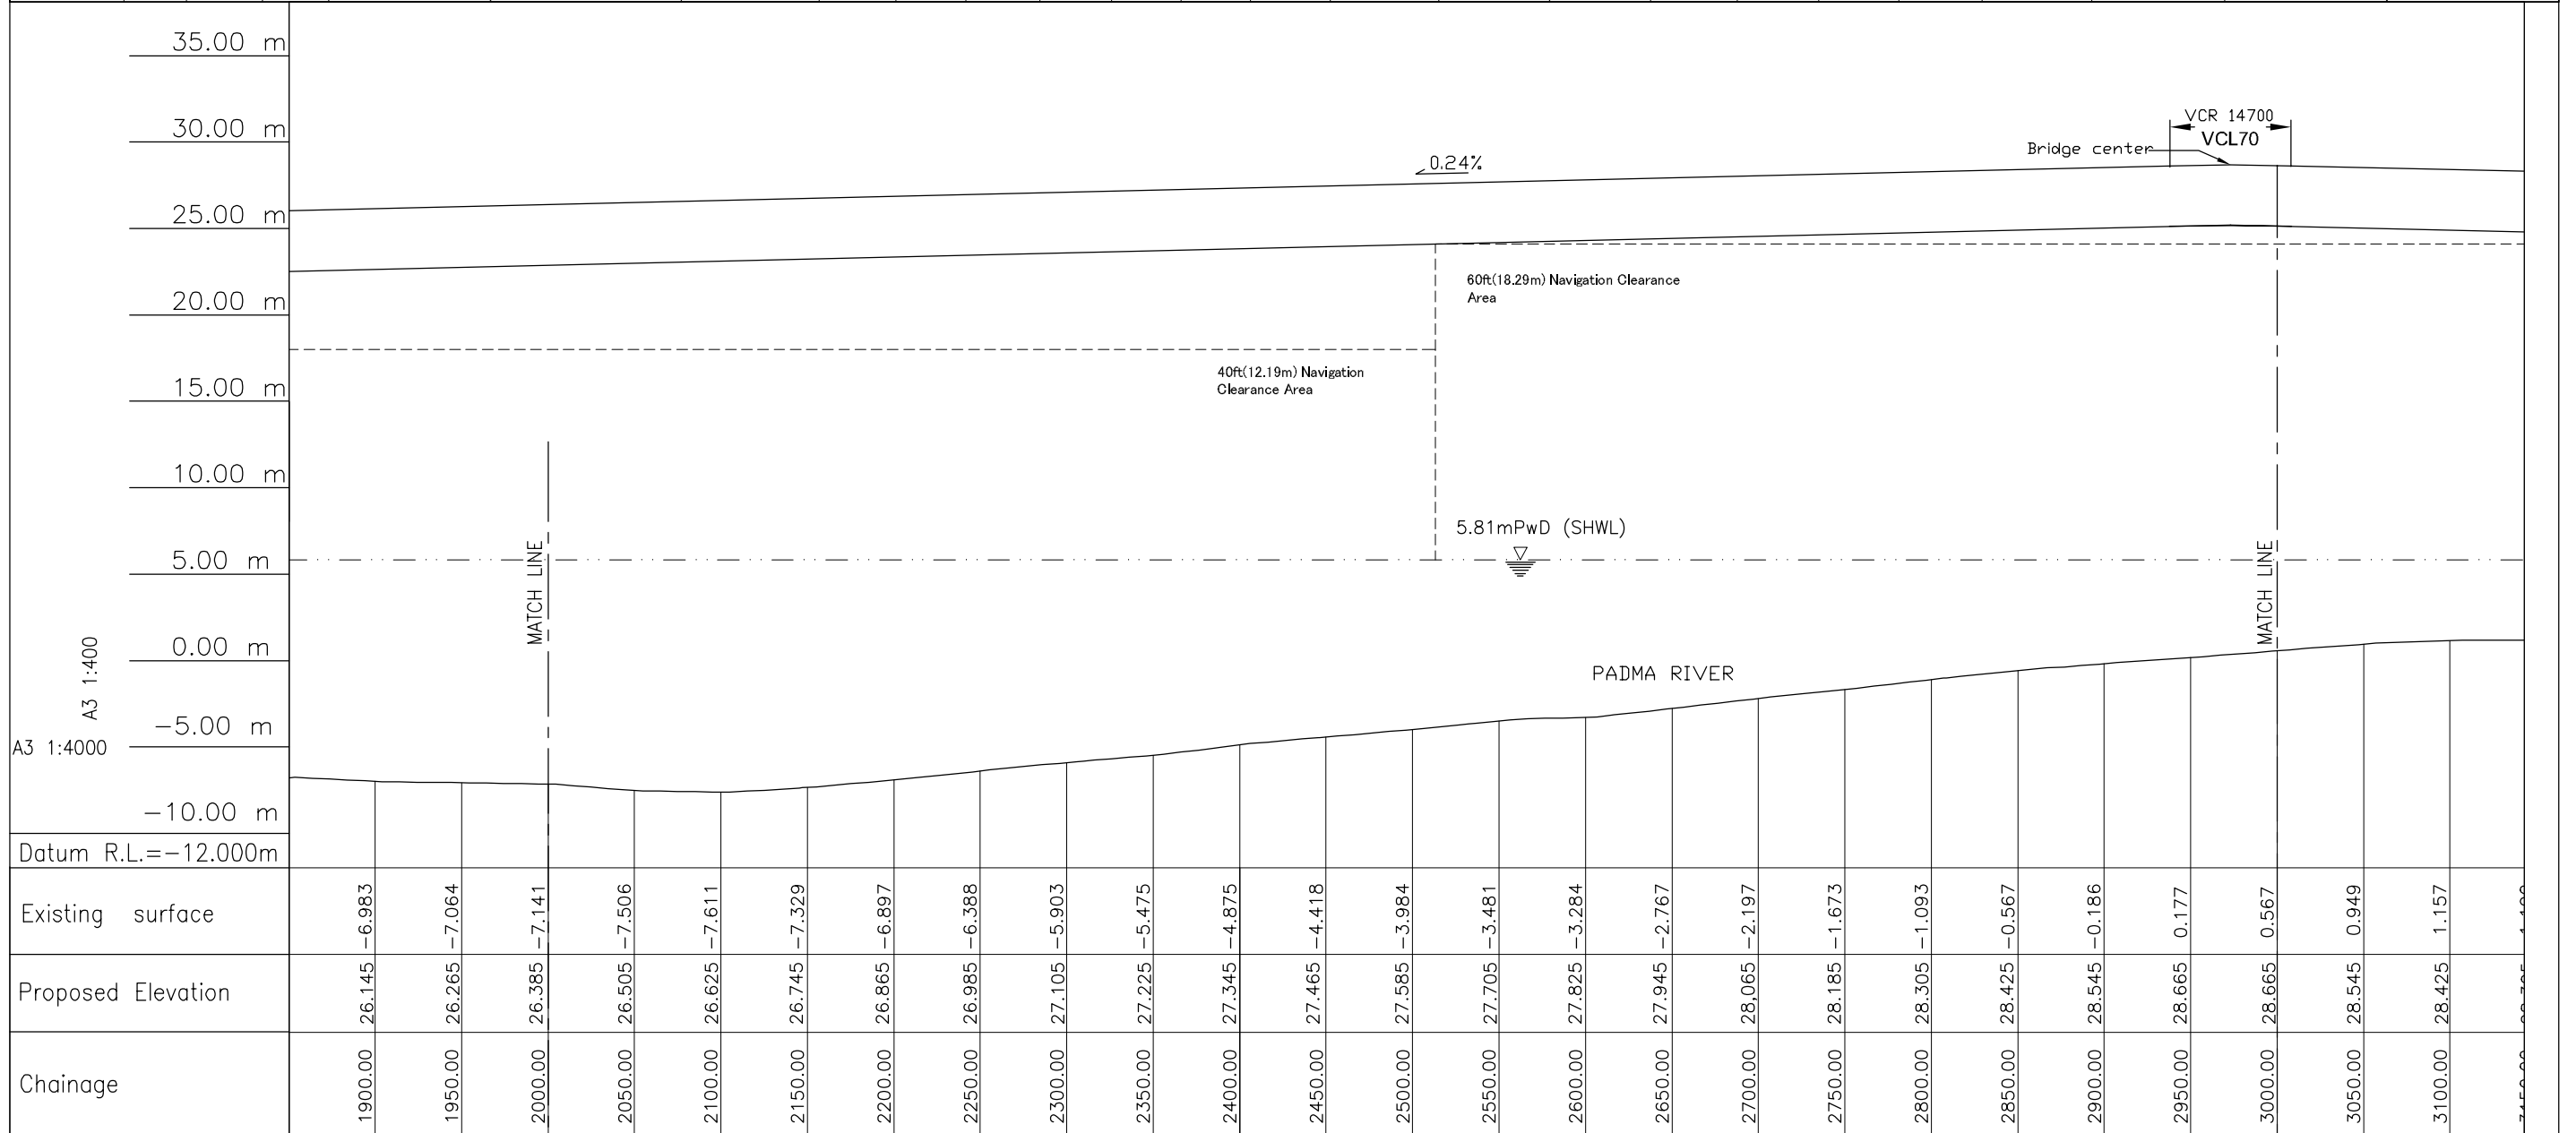 35.00 m
30.00 m
25.00 m
20.00 m
15.00 m
10.00 m
5.00 m
0.00 m
−5.00 m
−10.00 m
A3 1:400
A3 1:4000
Datum R.L.=−12.000m
VCR 14700
VCL70
Bridge center
0.24%
60ft(18.29m) Navigation Clearance
Area
40ft(12.19m) Navigation
Clearance Area
5.81mPwD (SHWL)
MATCH LINE
MATCH LINE
PADMA RIVER
Existing surface −6.983 −7.064 −7.141 −7.506 −7.611 −7.329 −6.897 −6.388 −5.903 −5.475 −4.875 −4.418 −3.984 −3.481 −3.284 −2.767 −2.197 −1.673 −1.093 −0.567 −0.186 0.177 0.567 0.949 1.157
Proposed Elevation 26.145 26.265 26.385 26.505 26.625 26.745 26.865 26.985 27.105 27.225 27.345 27.465 27.585 27.705 27.825 27.945 28,065 28.185 28.305 28.425 28.545 28.665 28.665 28.545 28.425
Chainage 1900.00 1950.00 2000.00 2050.00 2100.00 2150.00 2200.00 2250.00 2300.00 2350.00 2400.00 2450.00 2500.00 2550.00 2600.00 2650.00 2700.00 2750.00 2800.00 2850.00 2900.00 2950.00 3000.00 3050.00 3100.00